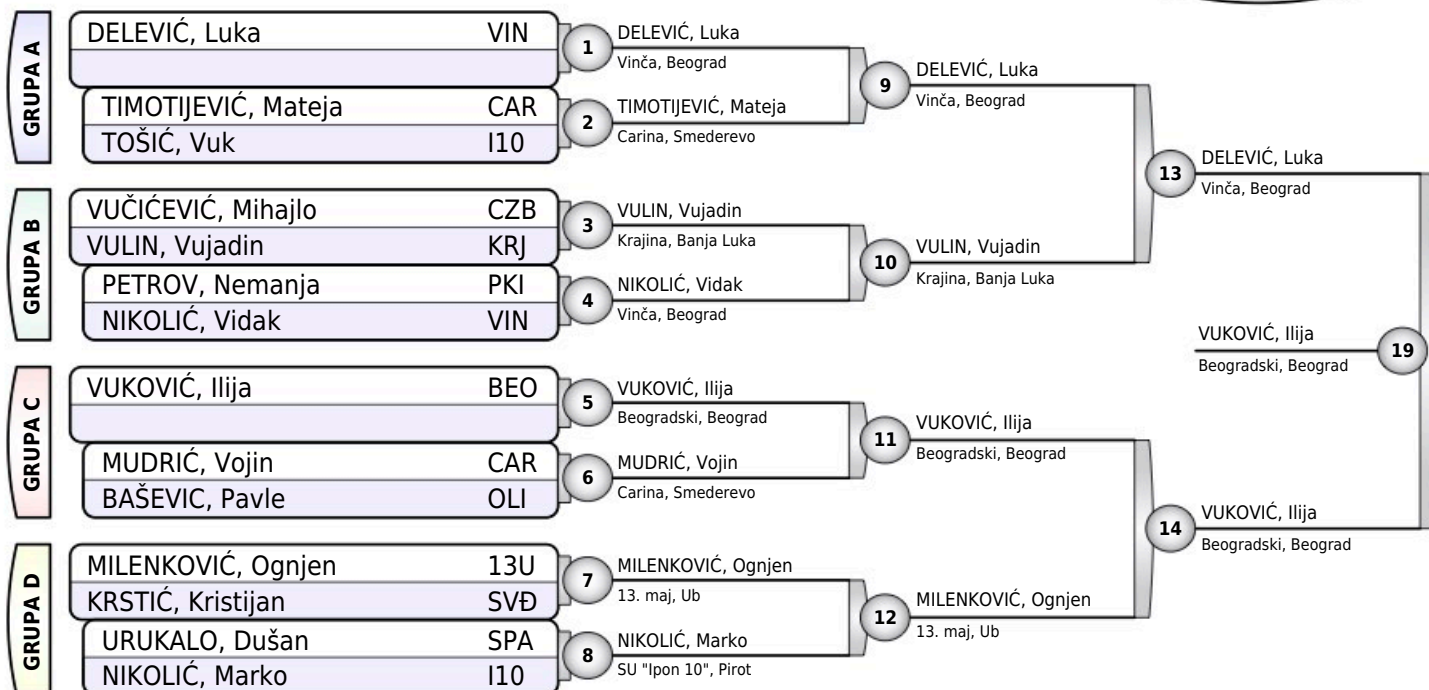 GRUPA A
DELEVIĆ, Luka VIN
TIMOTIJEVIĆ, Mateja CAR
TOŠIĆ, Vuk I10
1
DELEVIĆ, Luka
Vinča, Beograd
2
TIMOTIJEVIĆ, Mateja
Carina, Smederevo
9
DELEVIĆ, Luka
Vinča, Beograd
GRUPA B
VUČIĆEVIĆ, Mihajlo CZB
VULIN, Vujadin KRJ
PETROV, Nemanja PKI
NIKOLIĆ, Vidak VIN
3
VULIN, Vujadin
Krajina, Banja Luka
4
NIKOLIĆ, Vidak
Vinča, Beograd
10
VULIN, Vujadin
Krajina, Banja Luka
13
DELEVIĆ, Luka
Vinča, Beograd
GRUPA C
VUKOVIĆ, Ilija BEO
MUDRIĆ, Vojin CAR
BAŠEVIC, Pavle OLI
5
VUKOVIĆ, Ilija
Beogradski, Beograd
6
MUDRIĆ, Vojin
Carina, Smederevo
11
VUKOVIĆ, Ilija
Beogradski, Beograd
GRUPA D
MILENKOVIĆ, Ognjen 13U
KRSTIĆ, Kristijan SVĐ
URUKALO, Dušan SPA
NIKOLIĆ, Marko I10
7
MILENKOVIĆ, Ognjen
13. maj, Ub
8
NIKOLIĆ, Marko
SU "Ipon 10", Pirot
12
MILENKOVIĆ, Ognjen
13. maj, Ub
14
VUKOVIĆ, Ilija
Beogradski, Beograd
VUKOVIĆ, Ilija
Beogradski, Beograd
19